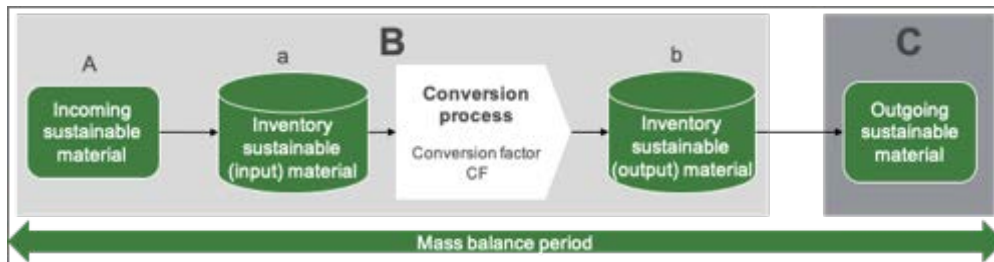 B
C
A
a
b
Incoming
sustainable
material
Inventory
sustainable
(input) material
Conversion
process
Conversion factor
CF
Inventory
sustainable
(output) material
Outgoing
sustainable
material
Mass balance period